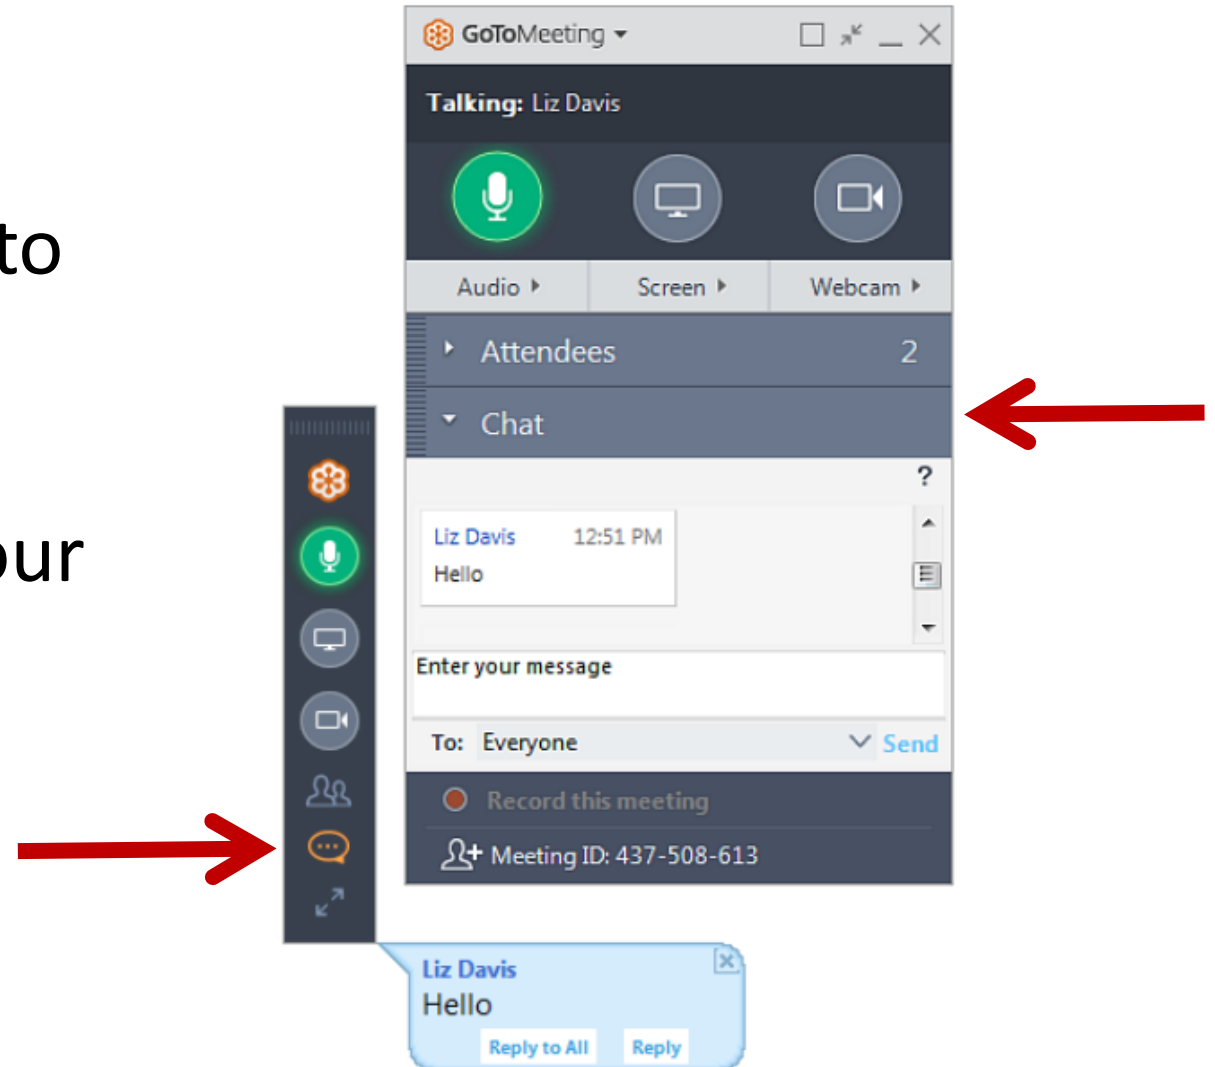 GoToMeeting
Talking: Liz Davis
to
Audio Screen Webcam
Attendees 2
Chat
?
Liz Davis 12:51 PM
Hello
our
Enter your message
To: Everyone Send
Record this meeting
Meeting ID: 437-508-613
Liz Davis
Hello
Reply to All Reply